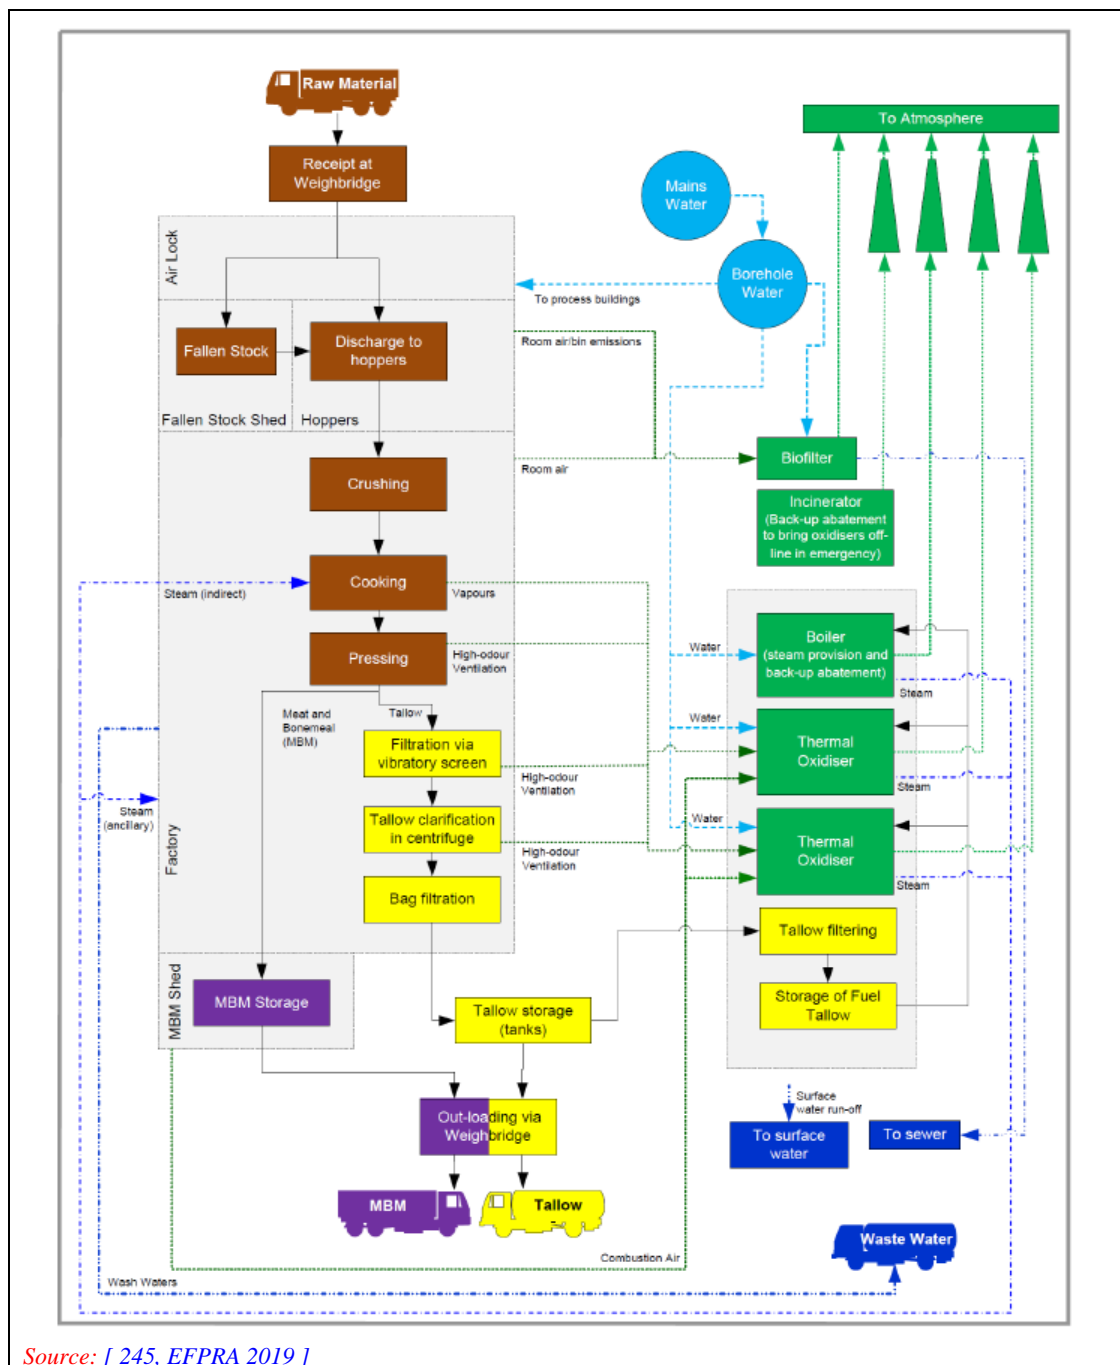 Raw Material
To Atmosphere
Receipt at
Weighbridge
Mains
Water
Air Lock
Borehole
Water
To process buildings
Fallen Stock
Discharge to
hoppers
Room air/bin emissions
Fallen Stock Shed
Hoppers
Crushing
Room air
Biofilter
Incinerator
(Back-up abatement
to bring oxidisers off-
line in emergency)
Cooking
Steam (indirect)
Vapours
Pressing
High-odour
Ventilation
Water
Boiler
(steam provision and
back-up abatement)
Steam
Meat and
Bonemeal
(MBM)
Tallow
Filtration via
vibratory screen
High-odour
Ventilation
Water
Thermal
Oxidiser
Steam
Steam
(ancillary)
Factory
Tallow clarification
in centrifuge
High-odour
Ventilation
Water
Thermal
Oxidiser
Steam
Bag filtration
Tallow filtering
MBM Shed
MBM Storage
Tallow storage
(tanks)
Storage of Fuel
Tallow
Out-loading via
Weighbridge
Surface
water run-off
To surface
water
To sewer
MBM
Tallow
Waste Water
Combustion Air
Wash Waters
Source: [ 245, EFPRA 2019 ]